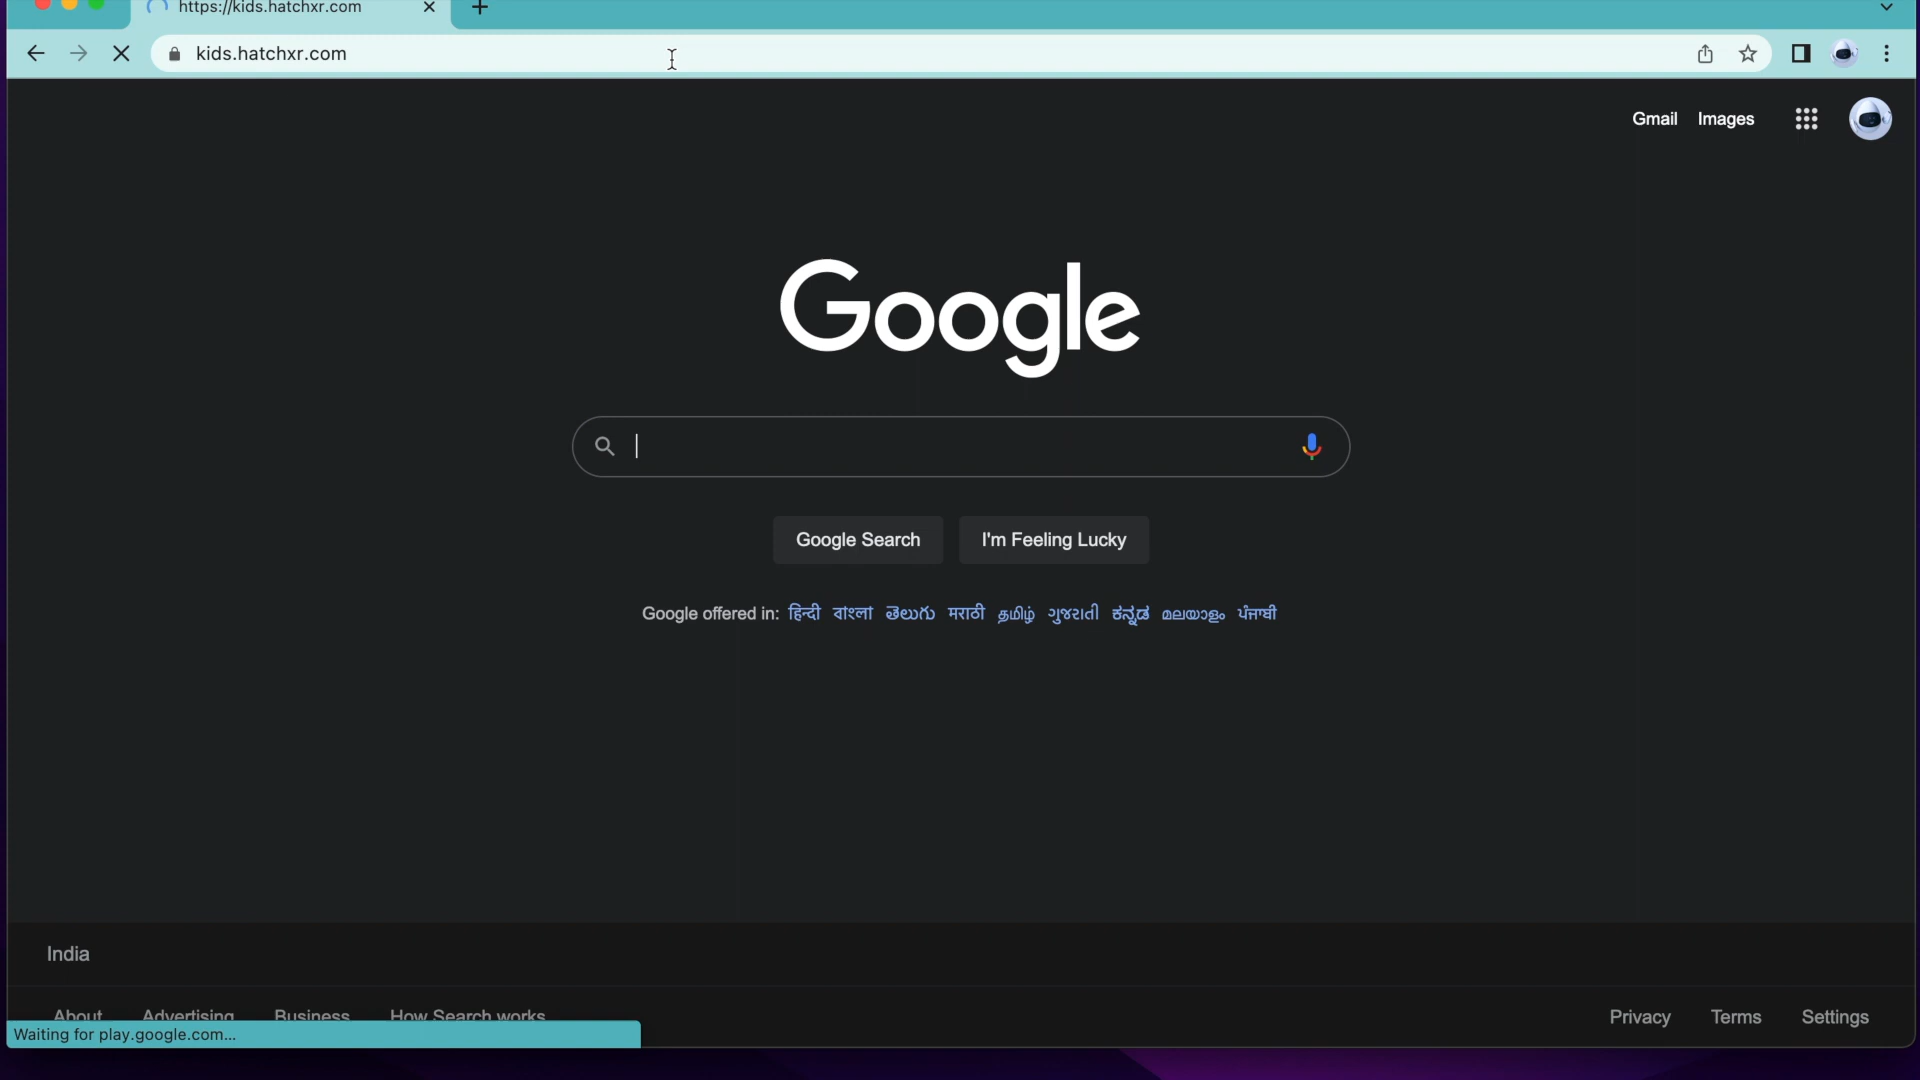 https://kids.hatchxr.com
kids.hatchxr.com
Gmail Images
Google
Google Search I'm Feeling Lucky
Google offered in: हिन्दी বাংলা తెలుగు मराठी தமிழ் ગુજરાતી ಕನ್ನಡ മലയാളം ਪੰਜਾਬੀ
India
About Advertising Business How Search works Privacy Terms Settings
Waiting for play.google.com...